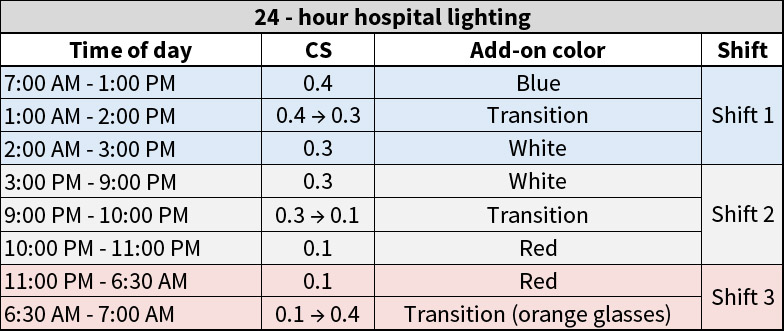 24 - hour hospital lighting
Time of day CS Add-on color Shift
7:00 AM - 1:00 PM 0.4 Blue
1:00 AM - 2:00 PM 0.4 → 0.3 Transition Shift 1
2:00 AM - 3:00 PM 0.3 White
3:00 PM - 9:00 PM 0.3 White
9:00 PM - 10:00 PM 0.3 → 0.1 Transition Shift 2
10:00 PM - 11:00 PM 0.1 Red
11:00 PM - 6:30 AM 0.1 Red Shift 3
6:30 AM - 7:00 AM 0.1 → 0.4 Transition (orange glasses)